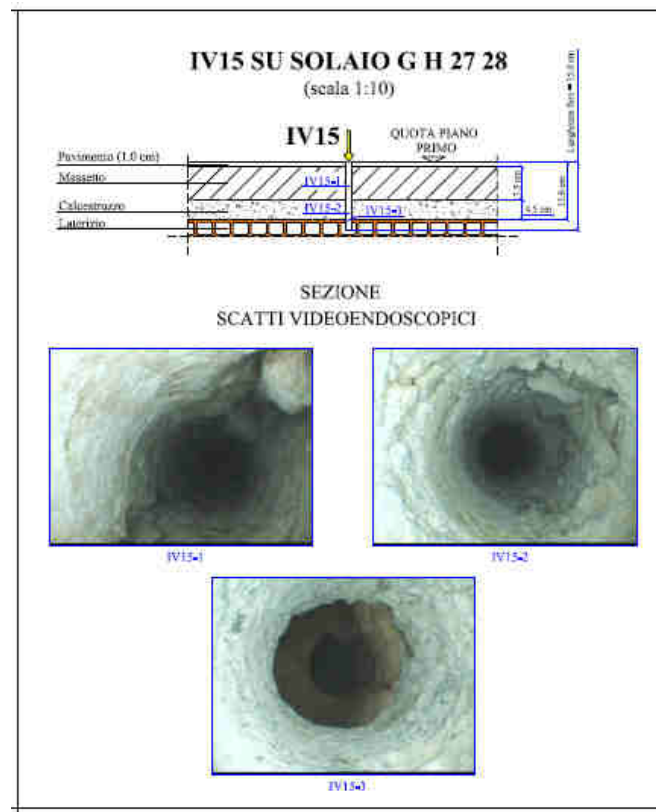 IV15 SU SOLAIO G H 27 28
(scala 1:10)
IV15
QUOTA PIANO
PRIMO
Pavimento (1.0 cm)
Massetto
Calcestruzzo
Laterizio
IV15-1
IV15-2
IV15-3
4.5 cm
SEZIONE
SCATTI VIDEOENDOSCOPICI
IV15-1
IV15-2
IV15-3